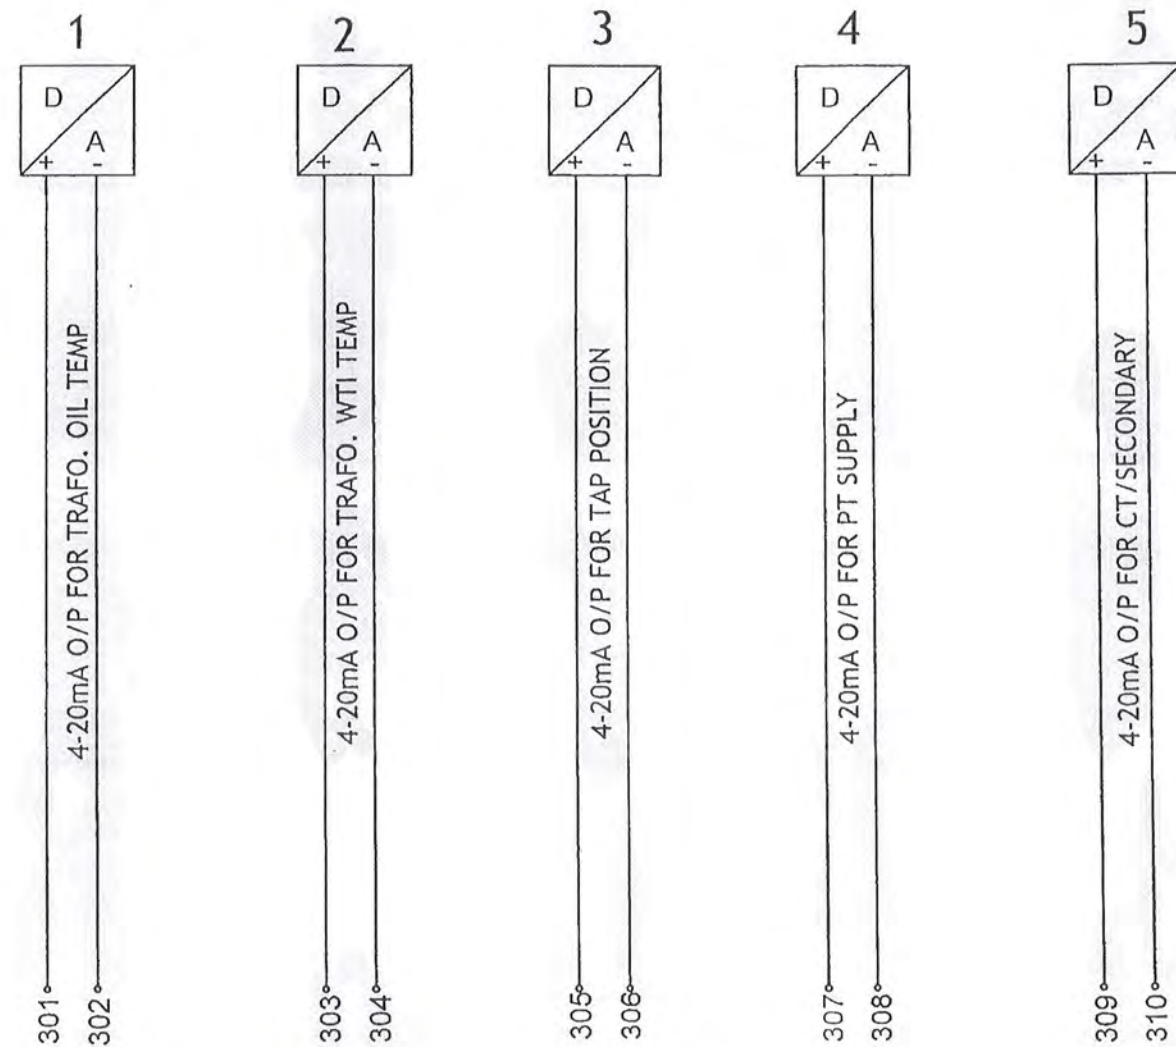 1
D
A
+ -
4-20mA O/P FOR TRAFO. OIL TEMP
301
302
2
D
A
+ -
4-20mA O/P FOR TRAFO. WTI TEMP
303
304
3
D
A
+ -
4-20mA O/P FOR TAP POSITION
305
306
4
D
A
+ -
4-20mA O/P FOR PT SUPPLY
307
308
5
D
A
+ -
4-20mA O/P FOR CT/SECONDARY
309
310